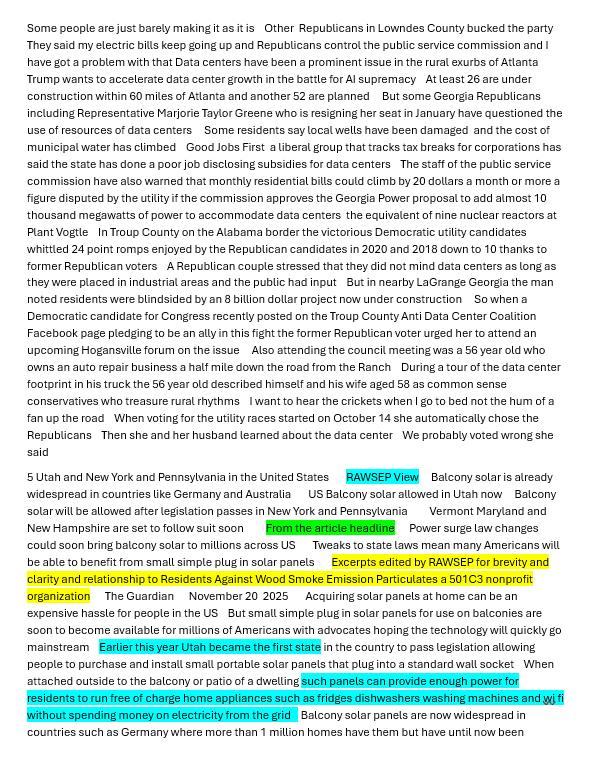 Some people are just barely making it as it is Other Republicans in Lowndes County bucked the party
They said my electric bills keep going up and Republicans control the public service commission and I
have got a problem with that Data centers have been a prominent issue in the rural exurbs of Atlanta
Trump wants to accelerate data center growth in the battle for AI supremacy At least 26 are under
construction within 60 miles of Atlanta and another 52 are planned But some Georgia Republicans
including Representative Marjorie Taylor Greene who is resigning her seat in January have questioned the
use of resources of data centers Some residents say local wells have been damaged and the cost of
municipal water has climbed Good Jobs First a liberal group that tracks tax breaks for corporations has
said the state has done a poor job disclosing subsidies for data centers The staff of the public service
commission have also warned that monthly residential bills could climb by 20 dollars a month or more a
figure disputed by the utility if the commission approves the Georgia Power proposal to add almost 10
thousand megawatts of power to accommodate data centers the equivalent of nine nuclear reactors at
Plant Vogtle In Troup County on the Alabama border the victorious Democratic utility candidates
whittled 24 point romps enjoyed by the Republican candidates in 2020 and 2018 down to 10 thanks to
former Republican voters A Republican couple stressed that they did not mind data centers as long as
they were placed in industrial areas and the public had input But in nearby LaGrange Georgia the man
noted residents were blindsided by an 8 billion dollar project now under construction So when a
Democratic candidate for Congress recently posted on the Troup County Anti Data Center Coalition
Facebook page pledging to be an ally in this fight the former Republican voter urged her to attend an
upcoming Hogansville forum on the issue Also attending the council meeting was a 56 year old who
owns an auto repair business a half mile down the road from the Ranch During a tour of the data center
footprint in his truck the 56 year old described himself and his wife aged 58 as common sense
conservatives who treasure rural rhythms I want to hear the crickets when I go to bed not the hum of a
fan up the road When voting for the utility races started on October 14 she automatically chose the
Republicans Then she and her husband learned about the data center We probably voted wrong she
said
5 Utah and New York and Pennsylvania in the United States RAWSEP View Balcony solar is already
widespread in countries like Germany and Australia US Balcony solar allowed in Utah now Balcony
solar will be allowed after legislation passes in New York and Pennsylvania Vermont Maryland and
New Hampshire are set to follow suit soon From the article headline Power surge law changes
could soon bring balcony solar to millions across US Tweaks to state laws mean many Americans will
be able to benefit from small simple plug in solar panels Excerpts edited by RAWSEP for brevity and
clarity and relationship to Residents Against Wood Smoke Emission Particulates a 501C3 nonprofit
organization The Guardian November 20 2025 Acquiring solar panels at home can be an
expensive hassle for people in the US But small simple plug in solar panels for use on balconies are
soon to become available for millions of Americans with advocates hoping the technology will quickly go
mainstream Earlier this year Utah became the first state in the country to pass legislation allowing
people to purchase and install small portable solar panels that plug into a standard wall socket When
attached outside to the balcony or patio of a dwelling such panels can provide enough power for
residents to run free of charge home appliances such as fridges dishwashers washing machines and wi fi
without spending money on electricity from the grid Balcony solar panels are now widespread in
countries such as Germany where more than 1 million homes have them but have until now been